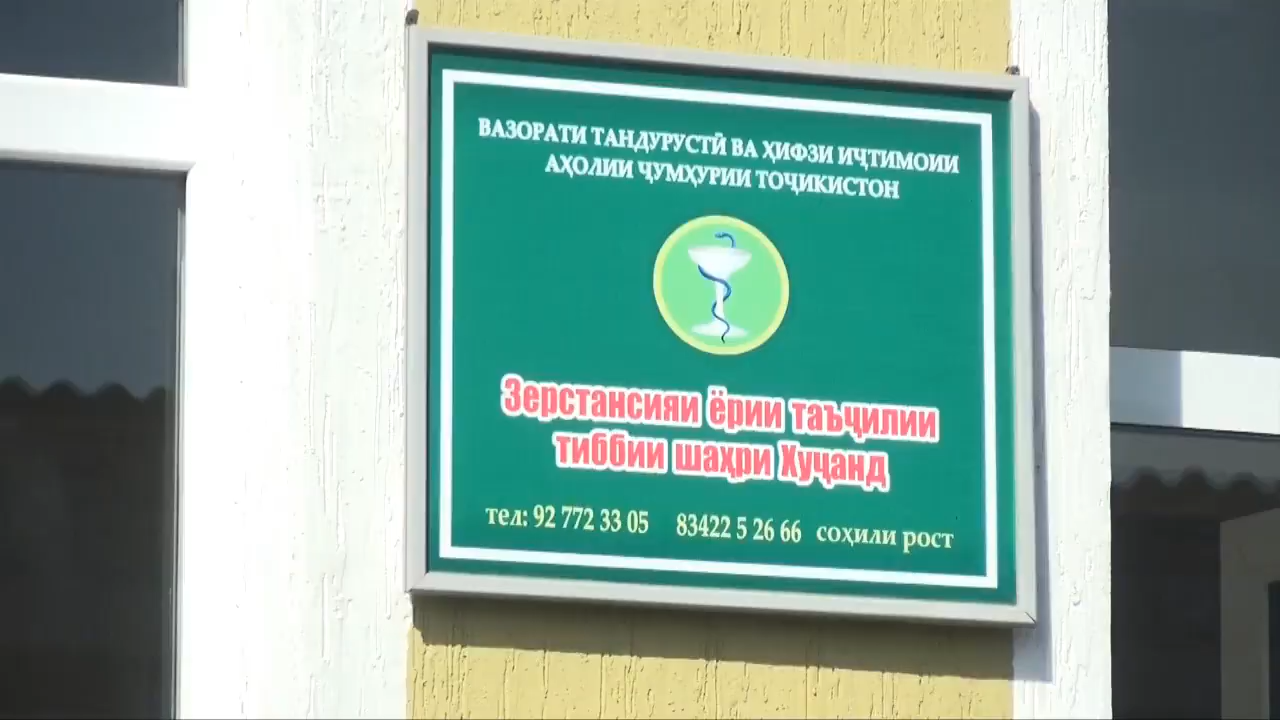 ВАЗОРАТИ ТАНДУРУСТӢ ВА ҲИФЗИ ИҶТИМОИИ
АҲОЛИИ ҶУМҲУРИИ ТОҶИКИСТОН
Зерстансияи ёрии таъҷилии
тиббии шаҳри Хуҷанд
тел: 92 772 33 05 83422 5 26 66 соҳили рост